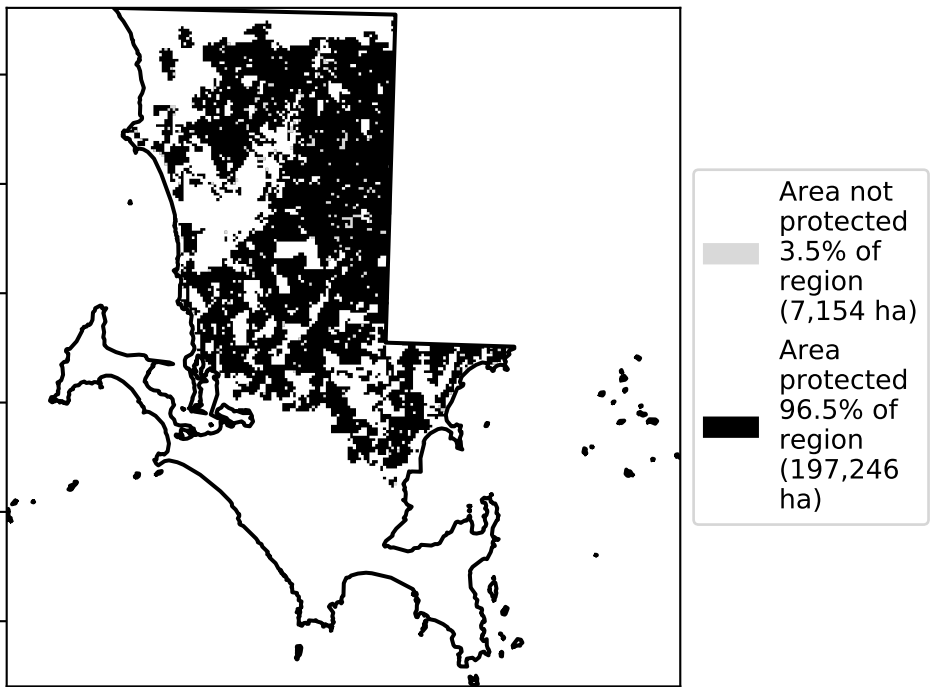 Area not
protected
3.5% of
region
(7,154 ha)
Area
protected
96.5% of
region
(197,246
ha)